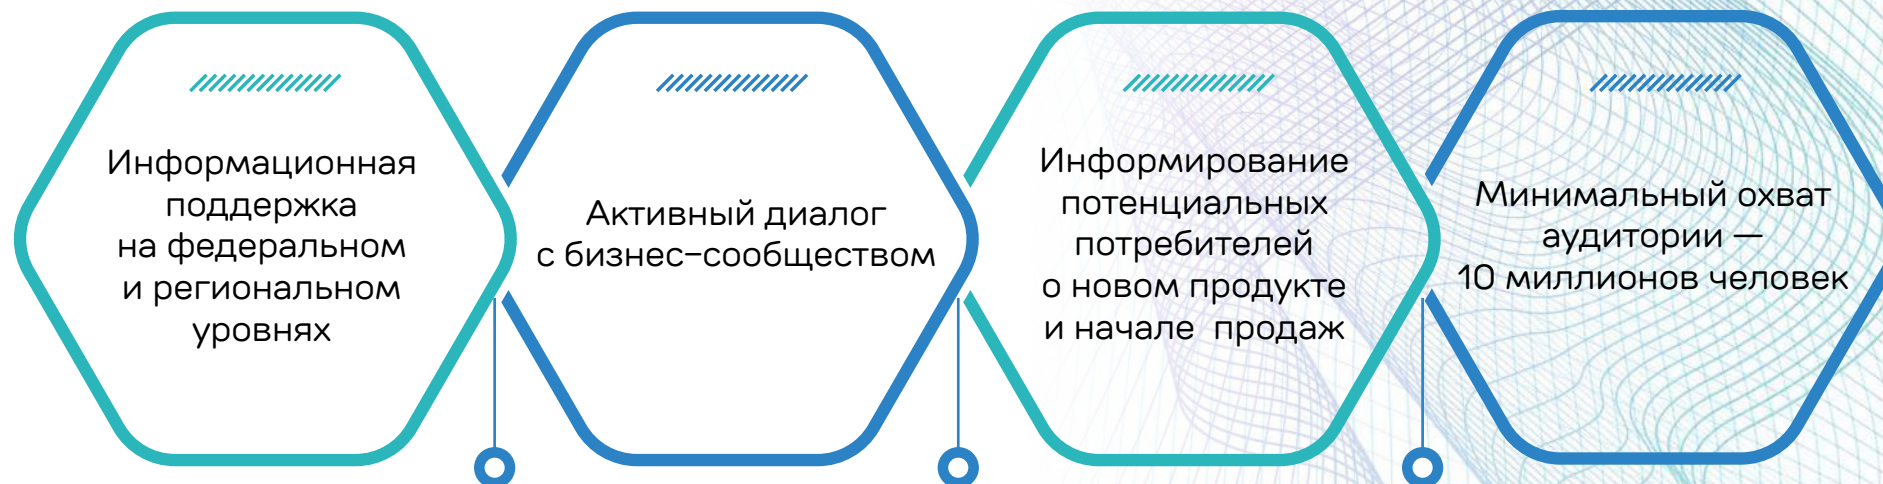 Информационная
поддержка
на федеральном
и региональном
уровнях
Активный диалог
с бизнес-сообществом
Информирование
потенциальных
потребителей
о новом продукте
и начале продаж
Минимальный охват
аудитории —
10 миллионов человек